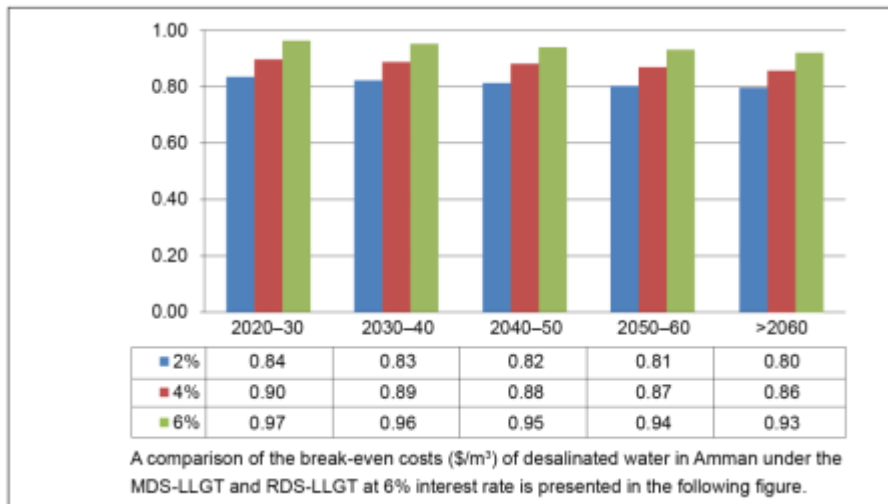 1.00
0.80
0.60
0.40
0.20
0.00
2020–30 2030–40 2040–50 2050–60 >2060
2% 0.84 0.83 0.82 0.81 0.80
4% 0.90 0.89 0.88 0.87 0.86
6% 0.97 0.96 0.95 0.94 0.93
A comparison of the break-even costs ($/m³) of desalinated water in Amman under the
MDS-LLGT and RDS-LLGT at 6% interest rate is presented in the following figure.